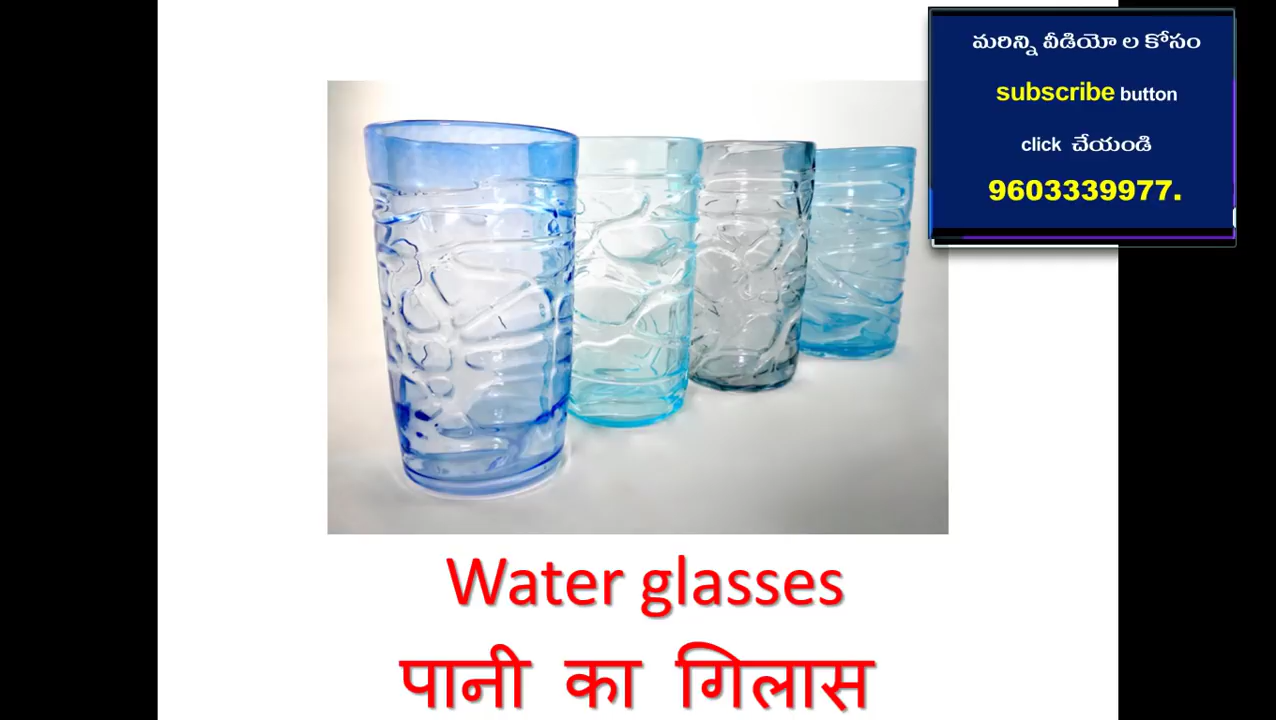 మరిన్ని వీడియో ల కోసం
subscribe button
click చేయండి
9603339977.
Water glasses
पानी का गिलास